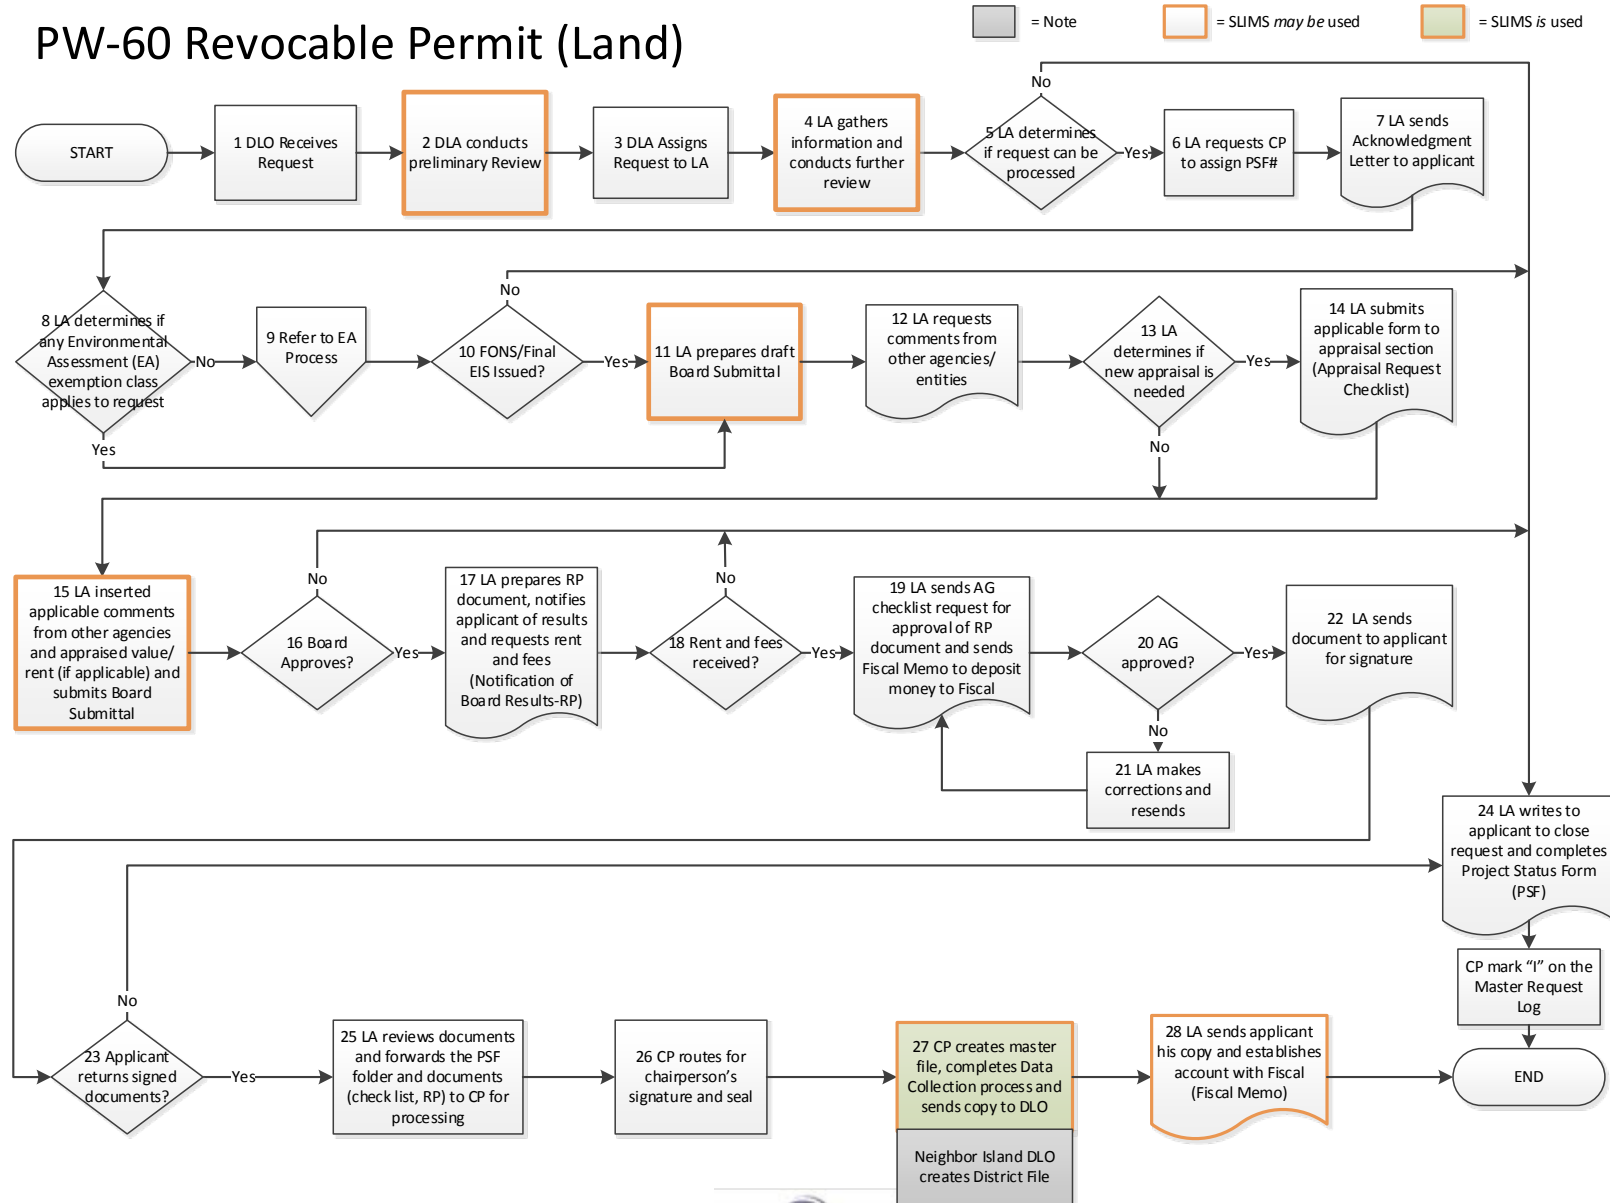 PW-60 Revocable Permit (Land)
= Note
= SLIMS may be used
= SLIMS is used
START
1 DLO Receives
Request
2 DLA conducts
preliminary Review
3 DLA Assigns
Request to LA
4 LA gathers
information and
conducts further
review
No
5 LA determines
if request can be
processed
Yes
6 LA requests CP
to assign PSF#
7 LA sends
Acknowledgment
Letter to applicant
8 LA determines if
any Environmental
Assessment (EA)
exemption class
applies to request
No
Yes
9 Refer to EA
Process
No
10 FONS/Final
EIS Issued?
Yes
11 LA prepares draft
Board Submittal
12 LA requests
comments from
other agencies/
entities
13 LA
determines if
new appraisal is
needed
Yes
No
14 LA submits
applicable form to
appraisal section
(Appraisal Request
Checklist)
15 LA inserted
applicable comments
from other agencies
and appraised value/
rent (if applicable) and
submits Board
Submittal
No
16 Board
Approves?
Yes
17 LA prepares RP
document, notifies
applicant of results
and requests rent
and fees
(Notification of
Board Results-RP)
No
18 Rent and fees
received?
Yes
19 LA sends AG
checklist request for
approval of RP
document and sends
Fiscal Memo to deposit
money to Fiscal
20 AG
approved?
Yes
No
21 LA makes
corrections and
resends
22 LA sends
document to applicant
for signature
24 LA writes to
applicant to close
request and completes
Project Status Form
(PSF)
CP mark “I” on the
Master Request
Log
No
23 Applicant
returns signed
documents?
Yes
25 LA reviews documents
and forwards the PSF
folder and documents
(check list, RP) to CP for
processing
26 CP routes for
chairperson’s
signature and seal
27 CP creates master
file, completes Data
Collection process and
sends copy to DLO
Neighbor Island DLO
creates District File
28 LA sends applicant
his copy and establishes
account with Fiscal
(Fiscal Memo)
END